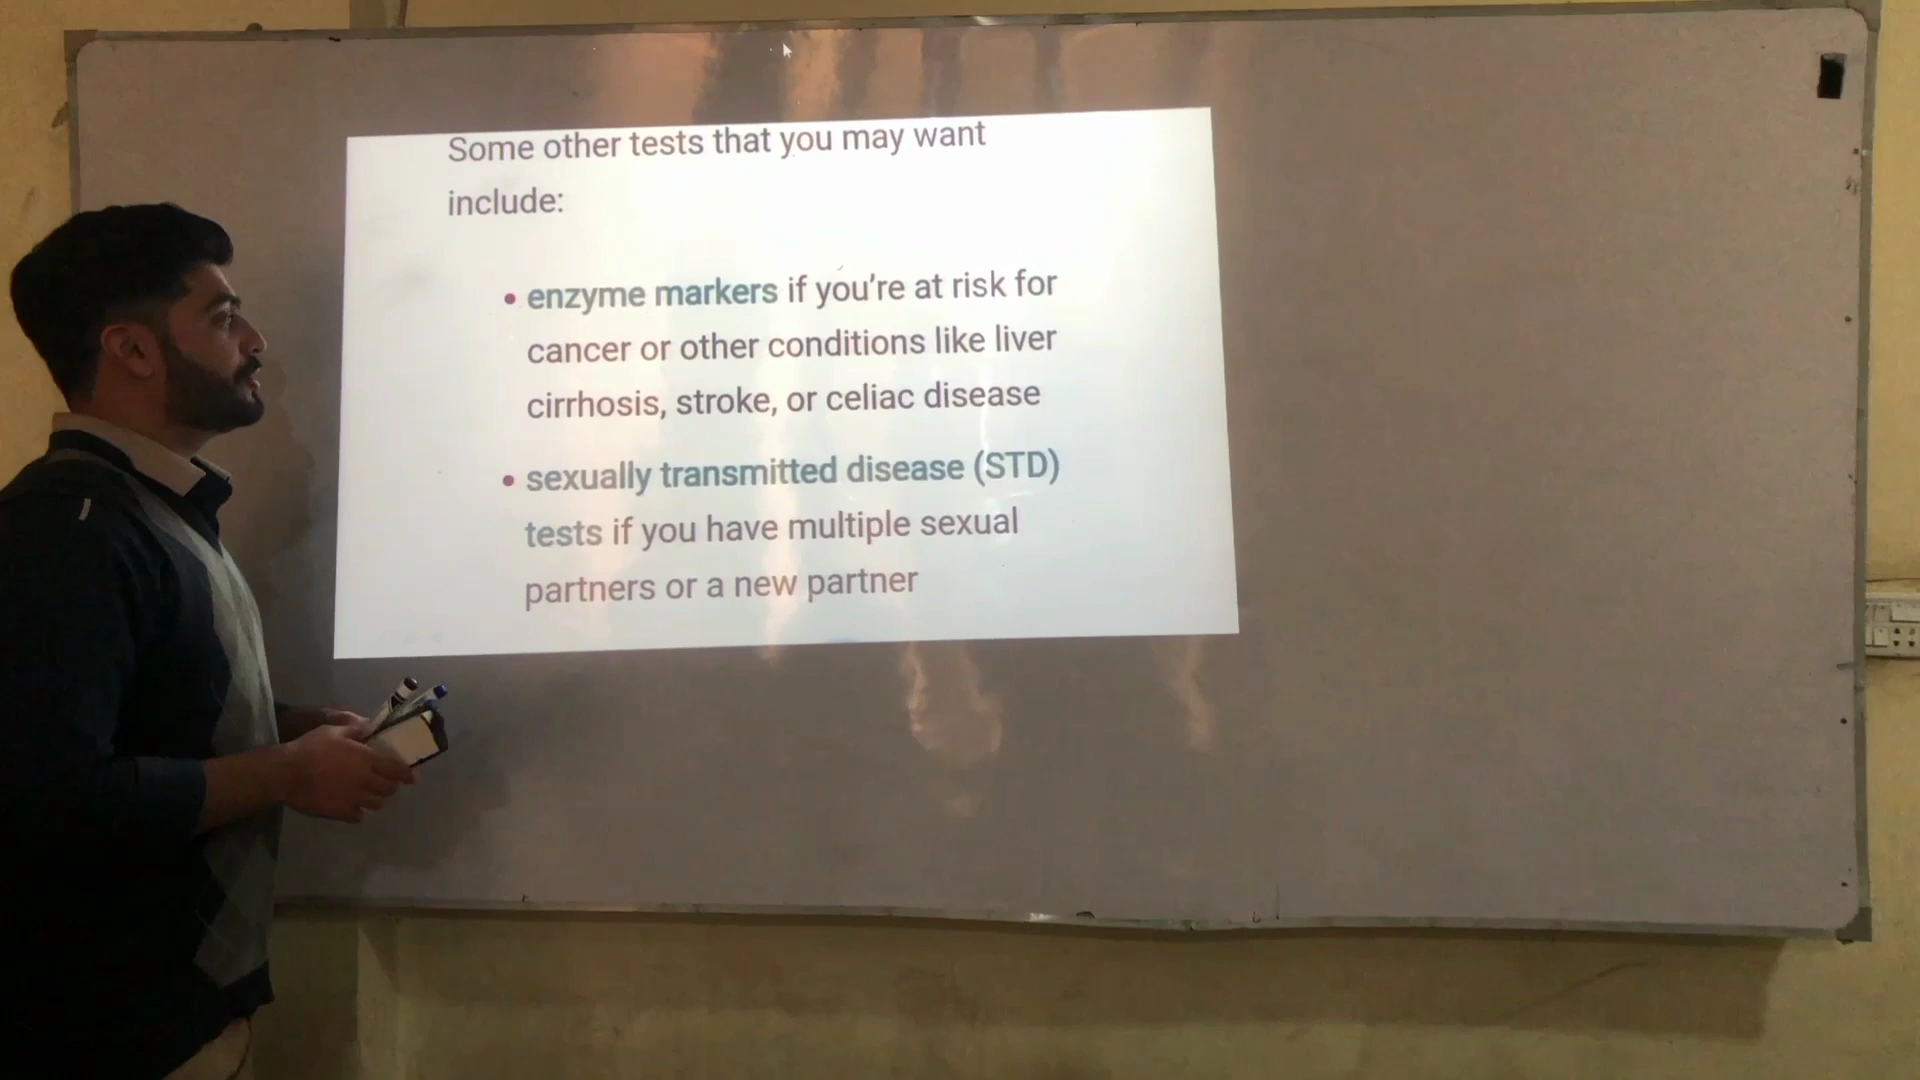 Some other tests that you may want
include:
• enzyme markers if you're at risk for
cancer or other conditions like liver
cirrhosis, stroke, or celiac disease
• sexually transmitted disease (STD)
tests if you have multiple sexual
partners or a new partner